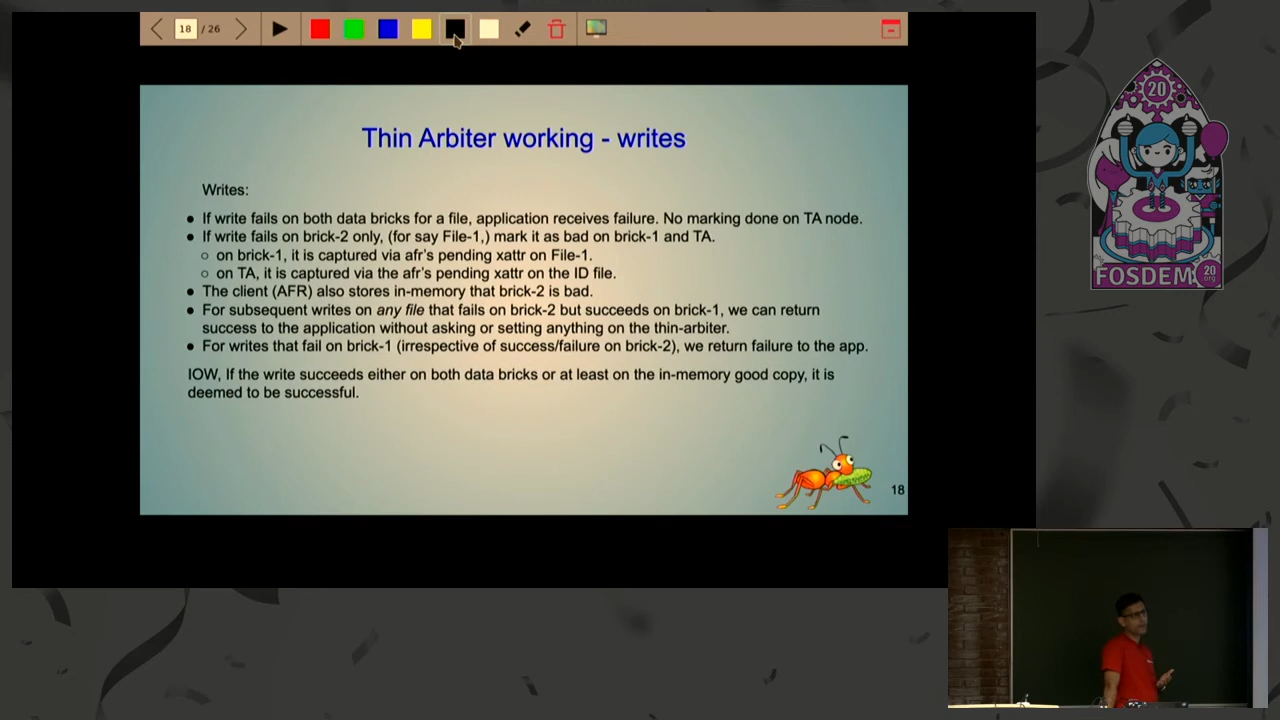 18 / 26
Thin Arbiter working - writes
Writes:
● If write fails on both data bricks for a file, application receives failure. No marking done on TA node.
● If write fails on brick-2 only, (for say File-1,) mark it as bad on brick-1 and TA.
○ on brick-1, it is captured via afr's pending xattr on File-1.
○ on TA, it is captured via the afr's pending xattr on the ID file.
● The client (AFR) also stores in-memory that brick-2 is bad.
● For subsequent writes on any file that fails on brick-2 but succeeds on brick-1, we can return
success to the application without asking or setting anything on the thin-arbiter.
● For writes that fail on brick-1 (irrespective of success/failure on brick-2), we return failure to the app.
IOW, If the write succeeds either on both data bricks or at least on the in-memory good copy, it is
deemed to be successful.
18
20
FOSDEM
20
.org